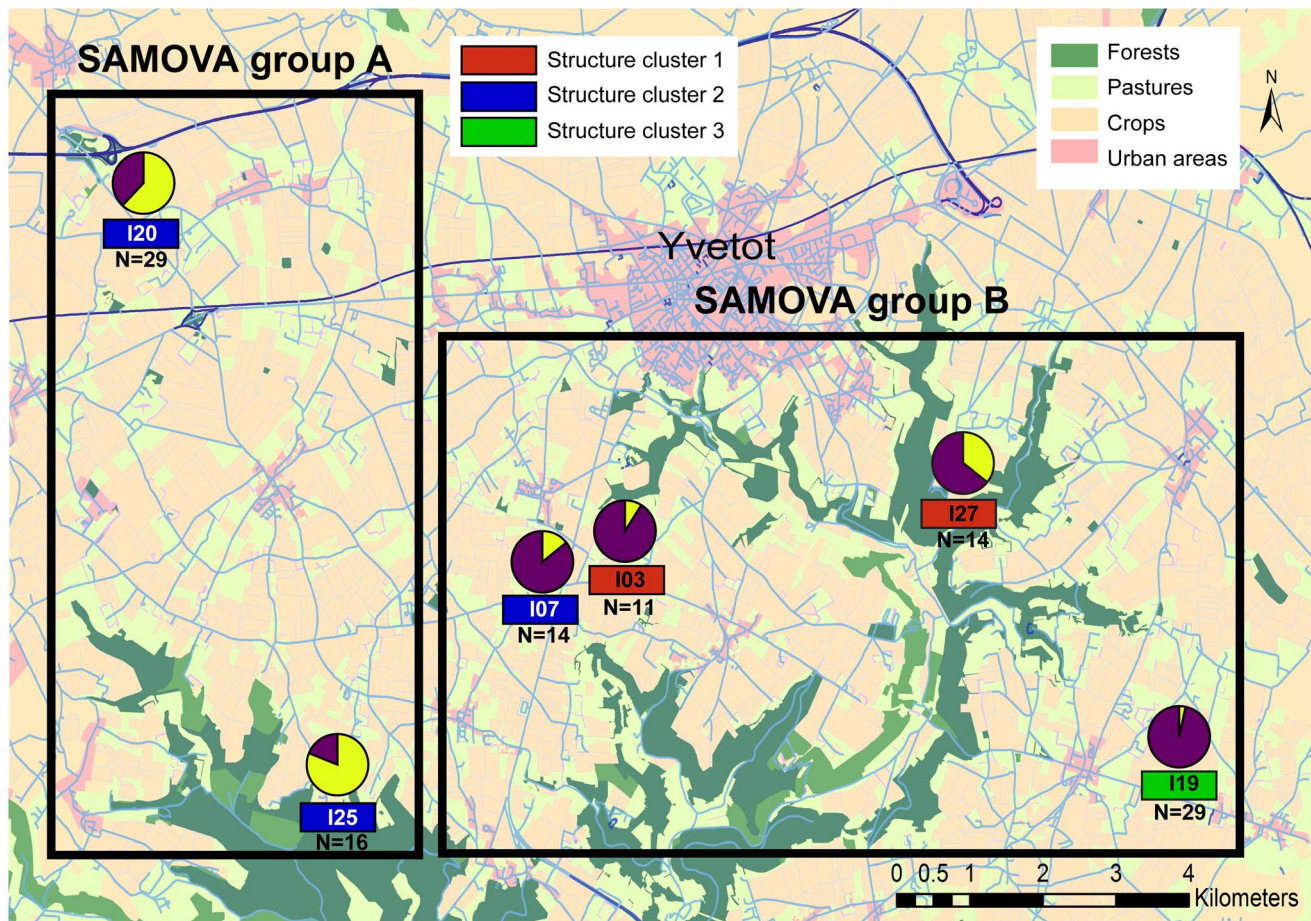 SAMOVA group A
Structure cluster 1
Structure cluster 2
Structure cluster 3
Forests
Pastures
Crops
Urban areas
N
I20
N=29
Yvetot
SAMOVA group B
I27
N=14
I03
N=11
I07
N=14
I25
N=16
I19
N=29
0 0.5 1 2 3 4
Kilometers